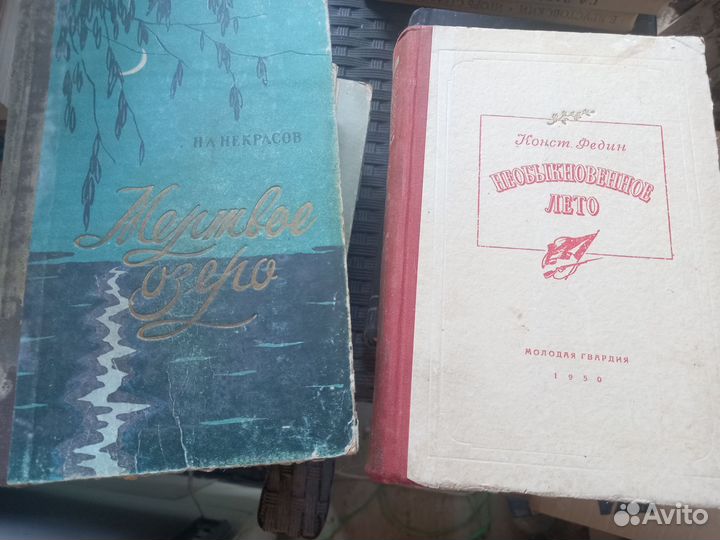 Н А НЕКРАСОВ
Мертвое
озеро
Конст. Федин
НЕОБЫКНОВЕННОЕ
ЛЕТО
МОЛОДАЯ ГВАРДИЯ
1950
Avito